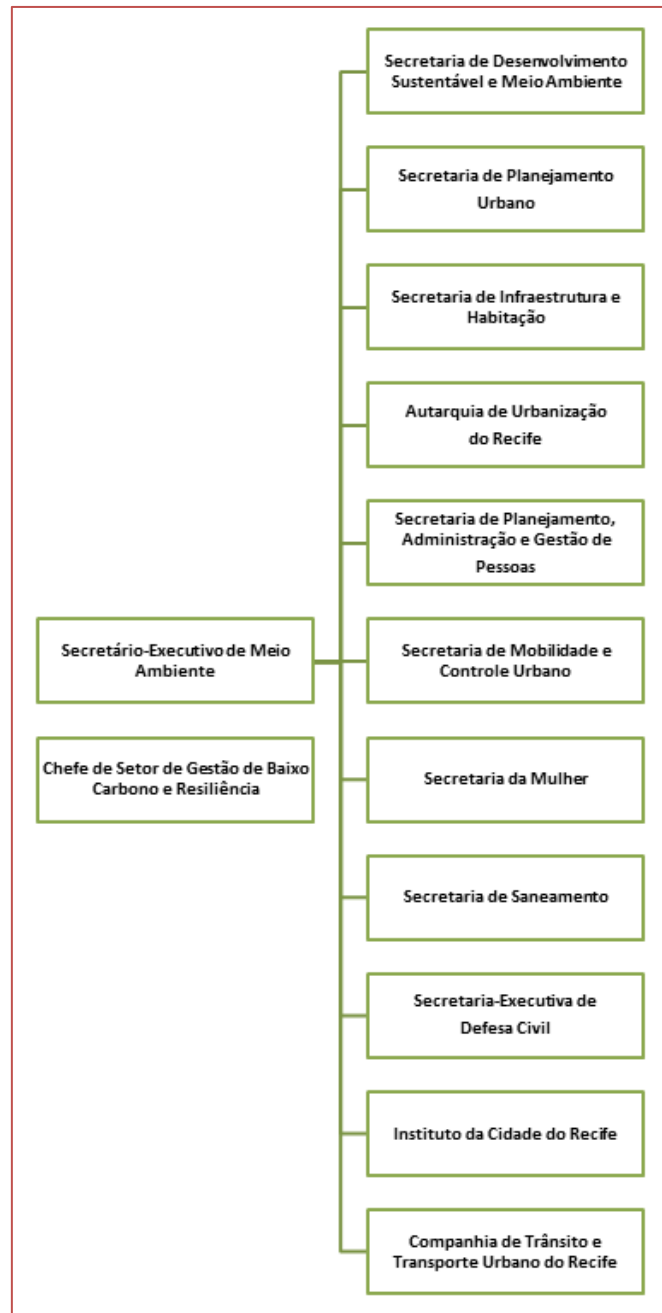 Secretaria de Desenvolvimento
Sustentável e Meio Ambiente
Secretaria de Planejamento
Urbano
Secretaria de Infraestrutura e
Habitação
Autarquia de Urbanização
do Recife
Secretaria de Planejamento,
Administração e Gestão de
Pessoas
Secretário-Executivo de Meio
Ambiente
Secretaria de Mobilidade e
Controle Urbano
Chefe de Setor de Gestão de Baixo
Carbono e Resiliência
Secretaria da Mulher
Secretaria de Saneamento
Secretaria-Executiva de
Defesa Civil
Instituto da Cidade do Recife
Companhia de Trânsito e
Transporte Urbano do Recife